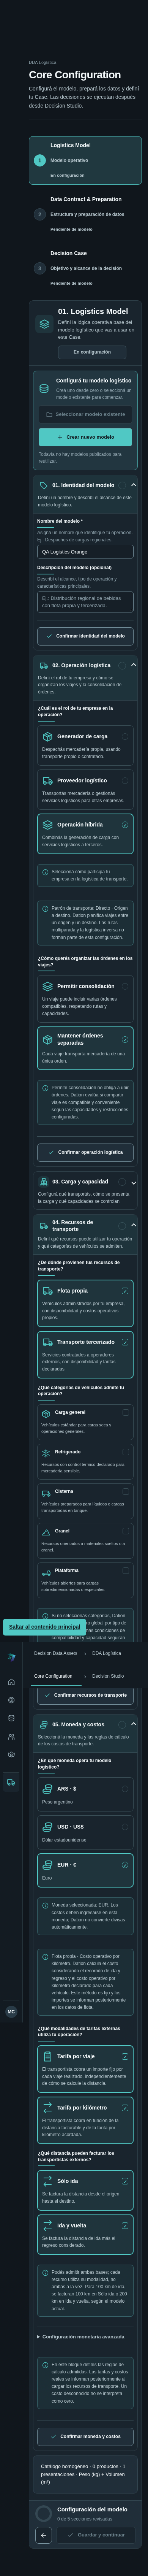 DDA Logística
Core Configuration
Configurá el modelo, prepará los datos y definí
la Case. Las decisiones se ejecutan después
desde Decision Studio.
Logistics Model
1
Modelo operativo
En configuración
Data Contract & Preparation
2
Estructura y preparación de datos
Pendiente de modelo
Decision Case
3
Objetivo y alcance de la decisión
Pendiente de modelo
01. Logistics Model
Definí la lógica operativa base del
modelo logístico que vas a usar en
este Case.
En configuración
Configurá tu modelo logístico
Creá uno desde cero o seleccioná un
modelo existente para comenzar.
Seleccionar modelo existente
Crear nuevo modelo
Todavía no hay modelos publicados para
reutilizar.
01. Identidad del modelo
Definí un nombre y describí el alcance de este
modelo logístico.
Nombre del modelo *
Asigná un nombre que identifique tu operación.
Ej.: Despachos de cargas regionales.
QA Logistics Orange
Descripción del modelo (opcional)
Describí el alcance, tipo de operación y
características principales.
Ej.: Distribución regional de bebidas
con flota propia y tercerizada.
Confirmar identidad del modelo
02. Operación logística
Definí el rol de tu empresa y cómo se
organizan los viajes y la consolidación de
órdenes.
¿Cuál es el rol de tu empresa en la
operación?
Generador de carga
Despachás mercadería propia, usando
transporte propio o contratado.
Proveedor logístico
Transportás mercadería o gestionás
servicios logísticos para otras empresas.
Operación híbrida
Combinás la generación de carga con
servicios logísticos a terceros.
Seleccioná cómo participa tu
empresa en la logística de transporte.
Patrón de transporte: Directo · Origen
a destino. Datlon planifica viajes entre
un origen y un destino. Las rutas
multiparada y la logística inversa no
forman parte de esta configuración.
¿Cómo querés organizar las órdenes en los
viajes?
Permitir consolidación
Un viaje puede incluir varias órdenes
compatibles, respetando rutas y
capacidades.
Mantener órdenes
separadas
Cada viaje transporta mercadería de una
única orden.
Permitir consolidación no obliga a unir
órdenes. Datlon evalúa si compartir
viaje es compatible y conveniente
según las capacidades y restricciones
configuradas.
Confirmar operación logística
03. Carga y capacidad
Configurá qué transportás, cómo se presenta
la carga y qué capacidades se controlan.
04. Recursos de
transporte
Definí qué recursos puede utilizar tu operación
y qué categorías de vehículos se admiten.
¿De dónde provienen tus recursos de
transporte?
Flota propia
Vehículos administrados por tu empresa,
con disponibilidad y costos operativos
propios.
Transporte tercerizado
Servicios contratados a operadores
externos, con disponibilidad y tarifas
declaradas.
¿Qué categorías de vehículos admite tu
operación?
Carga general
Vehículos estándar para carga seca y
operaciones generales.
Refrigerado
Recursos con control térmico declarado para
mercadería sensible.
Cisterna
Vehículos preparados para líquidos o cargas
transportadas en tanque.
Granel
Recursos orientados a materiales sueltos o a
granel.
Plataforma
Vehículos abiertos para cargas
sobredimensionadas o especiales.
Si no seleccionás categorías, Datlon
Saltar al contenido principal
Decision Data Assets
DDA Logística
Core Configuration
Decision Studio
Confirmar recursos de transporte
05. Moneda y costos
Seleccioná una moneda y las reglas de cálculo
de los costos de transporte.
¿En qué moneda opera tu modelo
logístico?
ARS · $
Peso argentino
USD · US$
Dólar estadounidense
EUR · €
Euro
Moneda seleccionada: EUR. Los
costos deben ingresarse en esta
moneda. Datlon no convierte divisas
automáticamente.
Flota propia · Costo operativo por
kilómetro. Datlon calcula el costo
considerando el recorrido de ida y
regreso y el costo operativo por
kilómetro declarado para cada
vehículo. Este método es fijo y los
importes se informan posteriormente
en los datos de flota.
¿Qué modalidades de tarifas externas
utiliza tu operación?
Tarifa por viaje
El transportista cobra un importe fijo por
cada viaje realizado, independientemente
de cómo se calcule la distancia.
Tarifa por kilómetro
El transportista cobra en función de la
distancia facturable y de la tarifa por
kilómetro acordada.
¿Qué distancia pueden facturar los
transportistas externos?
Sólo ida
Se factura la distancia desde el origen
hasta el destino.
Ida y vuelta
Se factura la distancia de ida más el
regreso considerado.
Podés admitir ambas bases; cada
recurso utiliza su modalidad, no
ambas a la vez. Para 100 km de ida,
se facturan 100 km en Sólo ida o 200
km en Ida y vuelta, según el modelo
actual.
Configuración monetaria avanzada
En este bloque definís las reglas de
cálculo admitidas. Las tarifas y costos
reales se informan posteriormente al
cargar los recursos de transporte. Un
costo desconocido no se interpreta
como cero.
Confirmar moneda y costos
Catálogo homogéneo · 0 productos · 1
presentaciones · Peso (kg) + Volumen
(m³)
MC
Configuración del modelo
0 de 5 secciones revisadas
Guardar y continuar